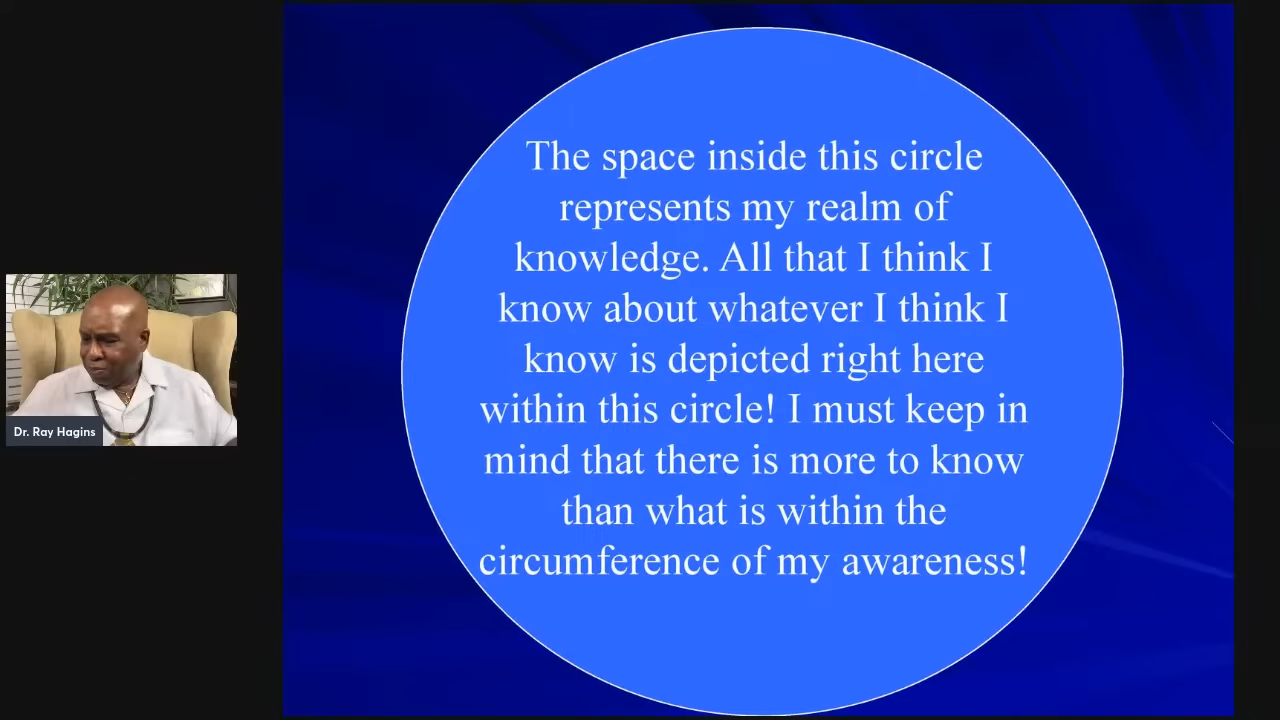 The space inside this circle
represents my realm of
knowledge. All that I think I
know about whatever I think I
know is depicted right here
within this circle! I must keep in
mind that there is more to know
than what is within the
circumference of my awareness!
Dr. Ray Hagins